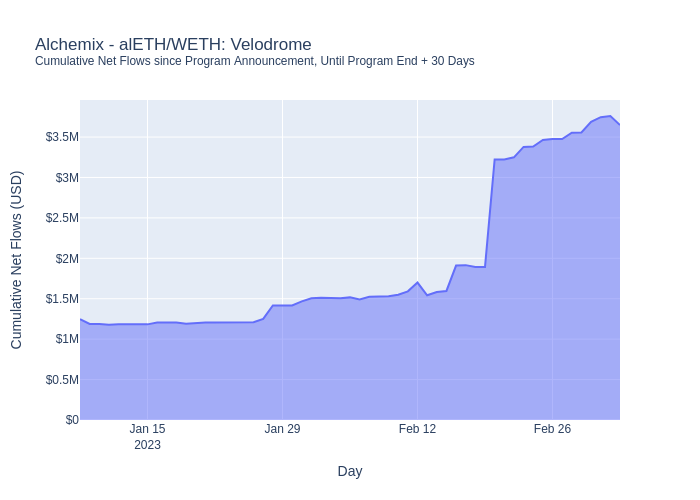 Alchemix - alETH/WETH: Velodrome
Cumulative Net Flows since Program Announcement, Until Program End + 30 Days
Cumulative Net Flows (USD)
$3.5M
$3M
$2.5M
$2M
$1.5M
$1M
$0.5M
$0
Jan 15
2023
Jan 29
Feb 12
Feb 26
Day